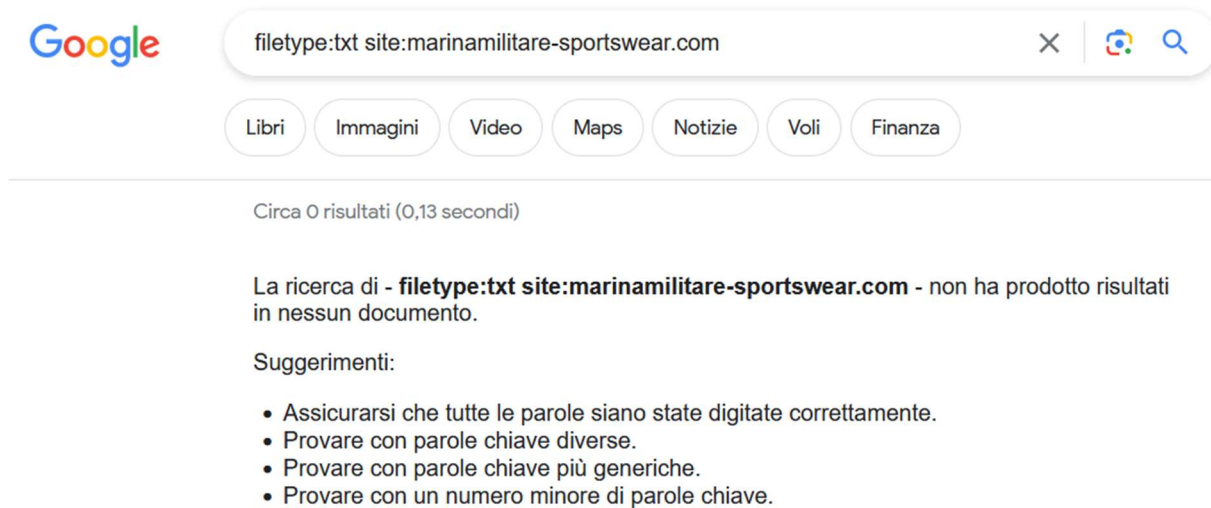 Google
filetype:txt site:marinamilitare-sportswear.com
Libri
Immagini
Video
Maps
Notizie
Voli
Finanza
Circa 0 risultati (0,13 secondi)
La ricerca di - filetype:txt site:marinamilitare-sportswear.com - non ha prodotto risultati
in nessun documento.
Suggerimenti:
• Assicurarsi che tutte le parole siano state digitate correttamente.
• Provare con parole chiave diverse.
• Provare con parole chiave più generiche.
• Provare con un numero minore di parole chiave.